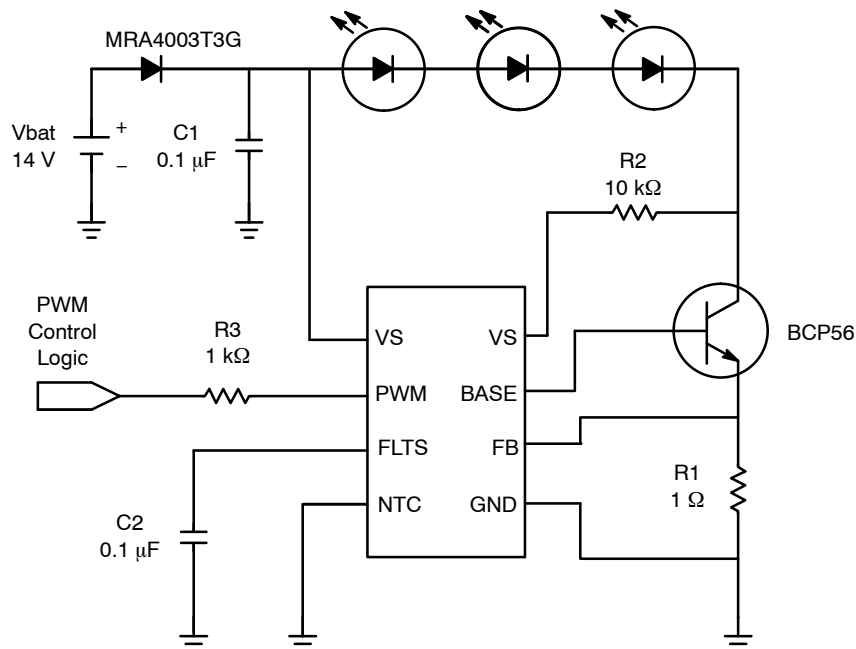 MRA4003T3G
Vbat
14 V
+
−
C1
0.1 μF
R2
10 kΩ
PWM
Control
Logic
R3
1 kΩ
VS
VS
BCP56
PWM
BASE
FLTS
FB
NTC
GND
R1
1 Ω
C2
0.1 μF